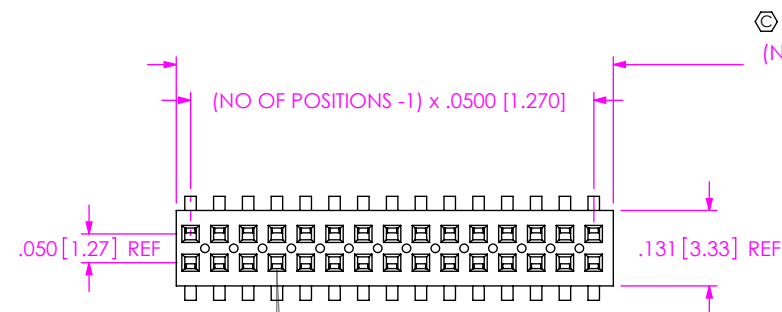 C
(N
(NO OF POSITIONS -1) x .0500 [1.270]
.050 [1.27] REF
.131 [3.33] REF